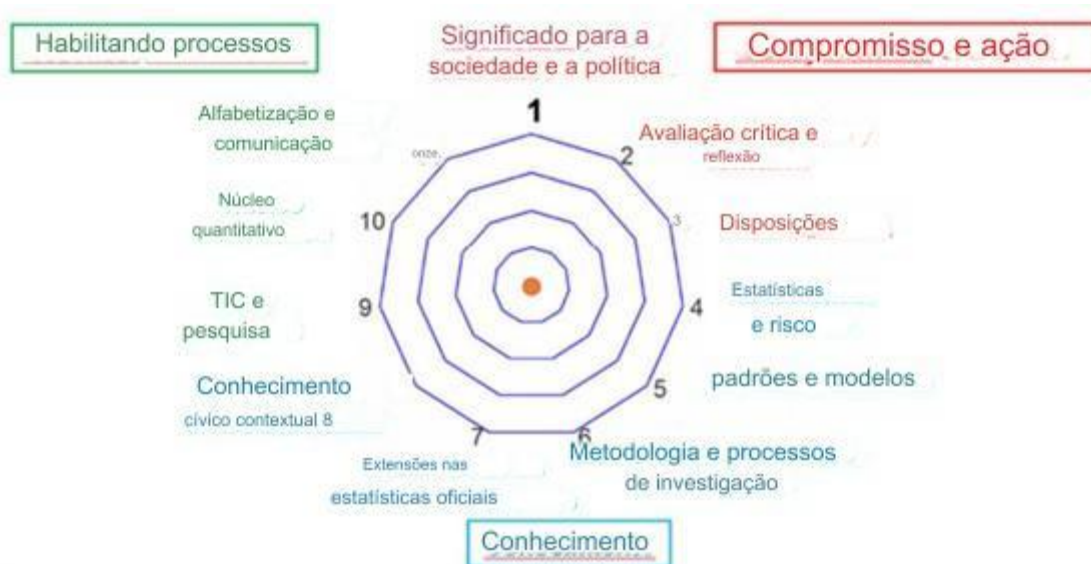 Habilitando processos
Significado para a
sociedade e a política
Compromisso e ação
1
Alfabetização e
comunicação
onze,
2
Avaliação crítica e
reflexão
Núcleo
quantitativo
10
3
Disposições
TIC e
pesquisa
9
4
Estatísticas
e risco
Conhecimento
cívico contextual 8
5
padrões e modelos
7
6
Extensões nas
estatísticas oficiais
Metodologia e processos
de investigação
Conhecimento